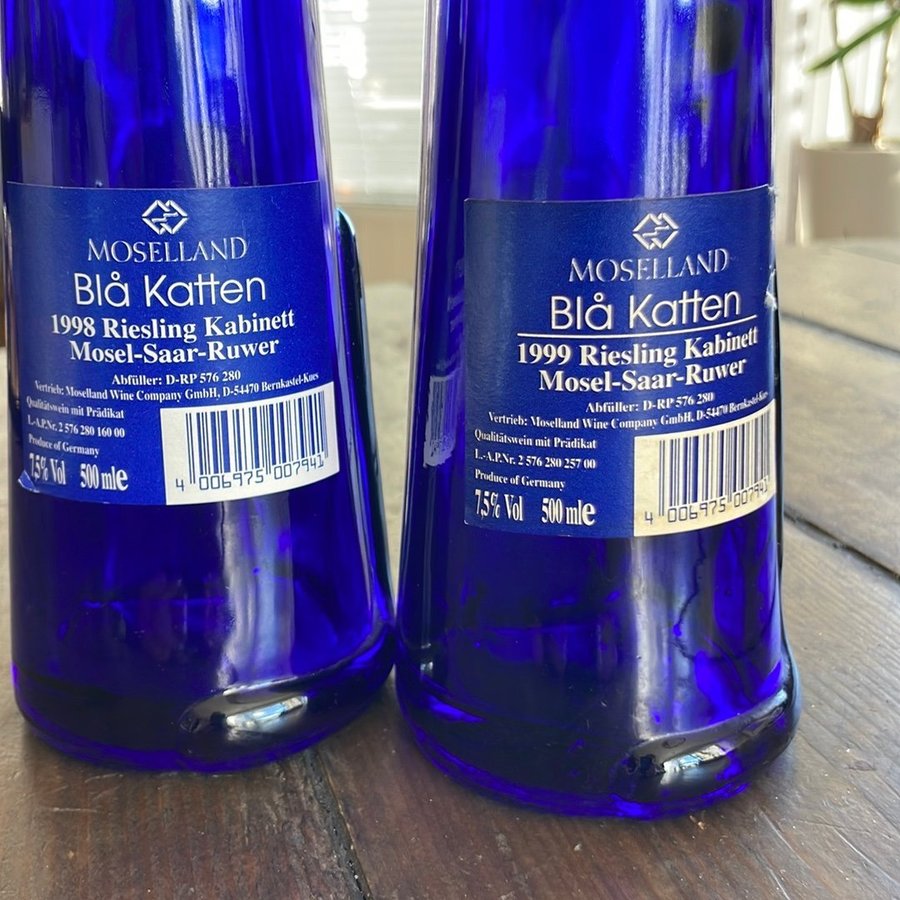 MOSELLAND
Blå Katten
1998 Riesling Kabinett
Mosel-Saar-Ruwer
Abfüller: D-RP 576 280
Vertrieb: Moselland Wine Company GmbH, D-54470 Bernkastel-Kues
Qualitätswein mit Prädikat
L-A.P.Nr. 2 576 280 160 00
Produce of Germany
7,5% Vol 500 mle
4 006975 007941
MOSELLAND
Blå Katten
1999 Riesling Kabinett
Mosel-Saar-Ruwer
Abfüller: D-RP 576 280
Vertrieb: Moselland Wine Company GmbH, D-54470 Bernkastel-Kues
Qualitätswein mit Prädikat
L-A.P.Nr. 2 576 280 257 00
Produce of Germany
7,5% Vol 500 mle
4 006975 007941